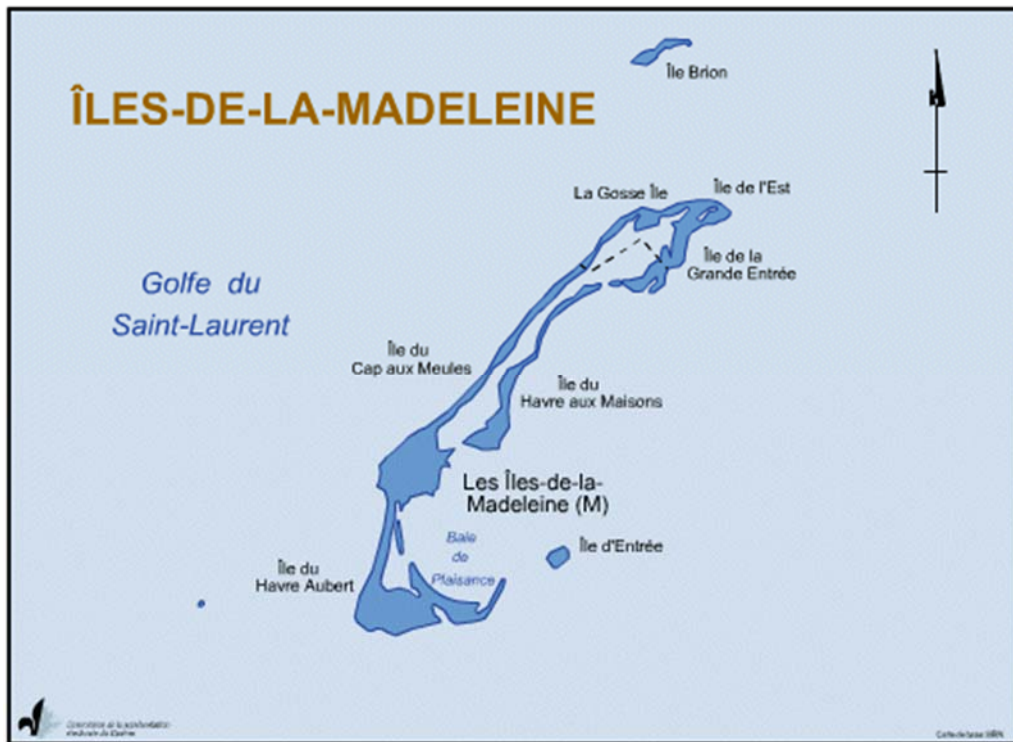 Île Brion
ÎLES-DE-LA-MADELEINE
N
La Gosse Île
Île de l'Est
Île de la
Grande Entrée
Golfe du
Saint-Laurent
Île du
Cap aux Meules
Île du
Havre aux Maisons
Les Îles-de-la-
Madeleine (M)
Baie
de
Plaisance
Île d'Entrée
Île du
Havre Aubert